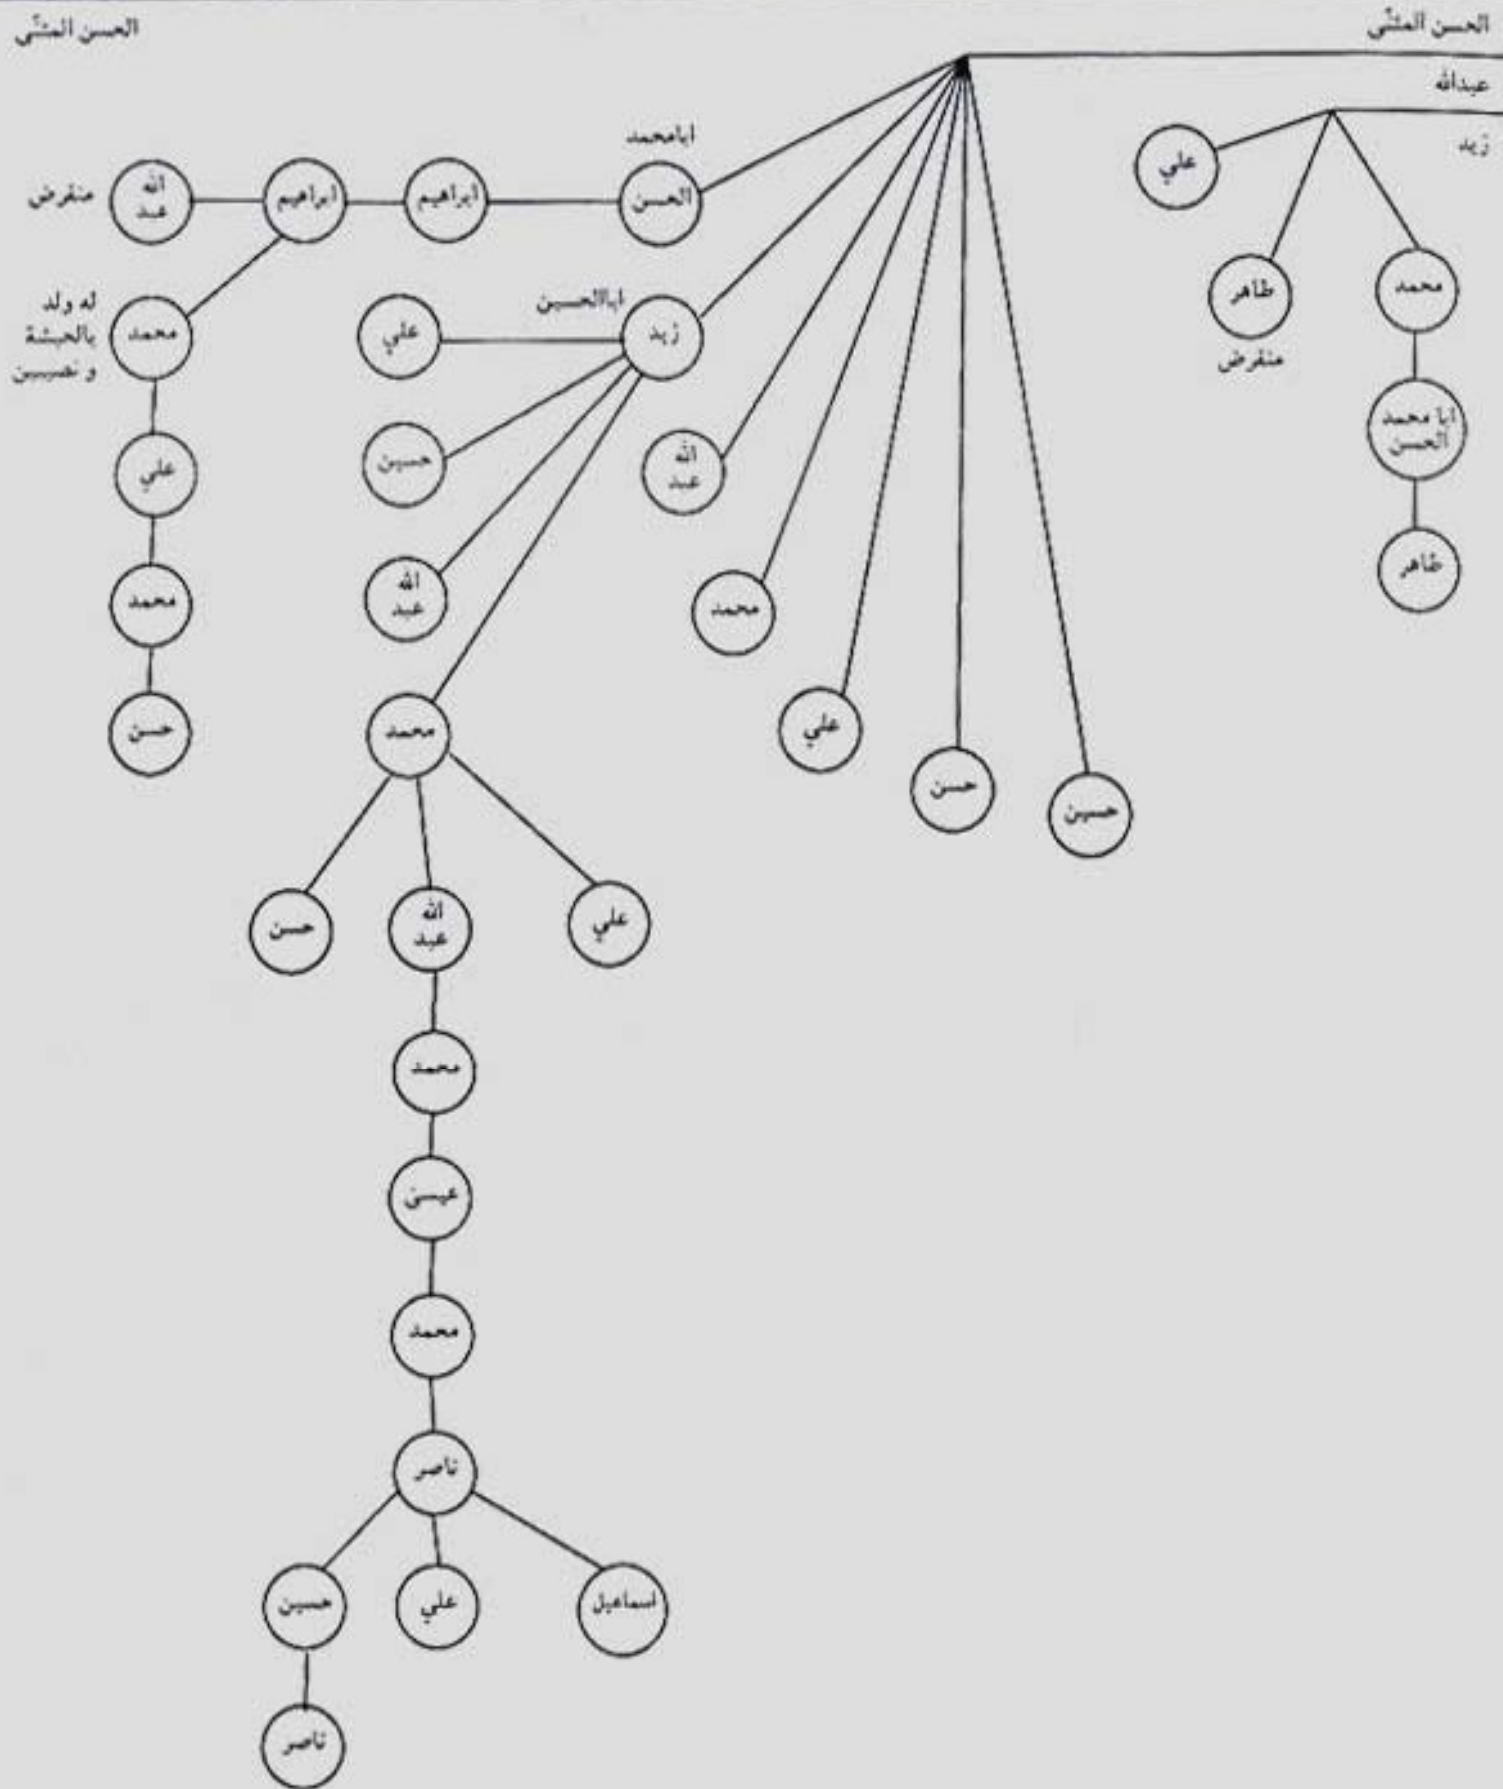 الحسن المثنّى
الحسن المثنّى
عبدالله
زيد
علي
طاهر
منقرض
محمد
ابا محمد
الحسن
طاهر
ابامحمد
الحسن
ابراهيم
ابراهيم
الله
عبد
منقرض
محمد
له ولد
بالحبشة
و نصيبين
علي
محمد
حسن
اباالحسين
زيد
علي
حسين
الله
عبد
محمد
علي
الله
عبد
حسن
محمد
عيسى
محمد
ناصر
اسماعيل
علي
حسين
ناصر
الله
عبد
محمد
علي
حسن
حسين